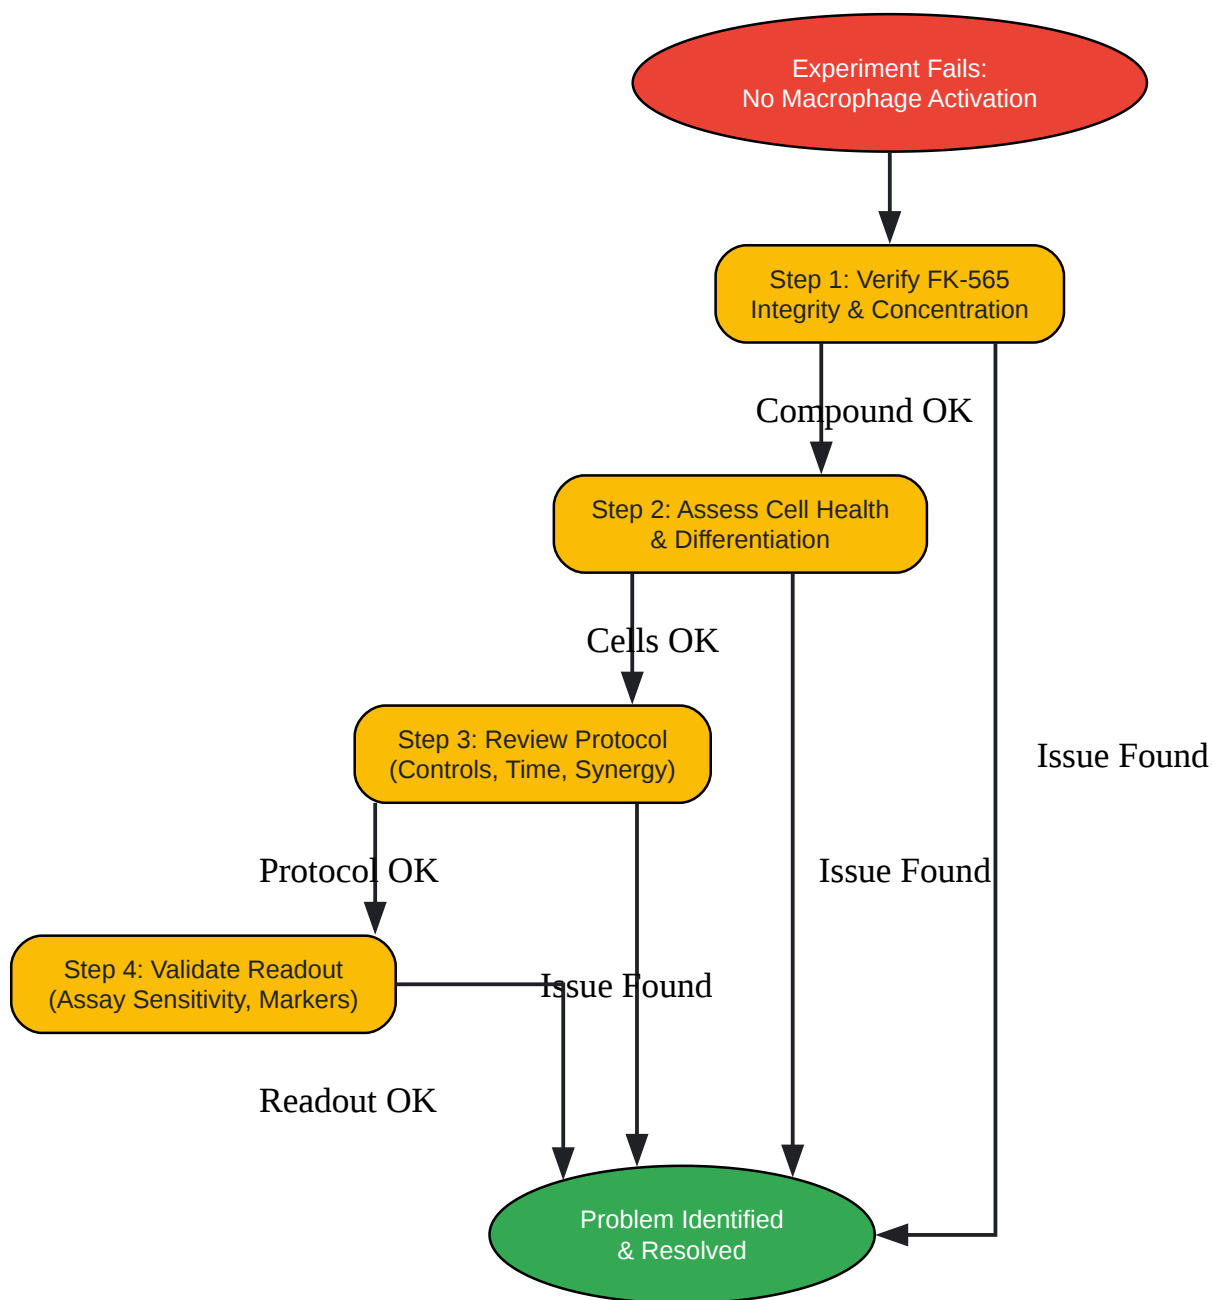 Experiment Fails:
No Macrophage Activation
Step 1: Verify FK-565
Integrity & Concentration
Compound OK
Step 2: Assess Cell Health
& Differentiation
Cells OK
Step 3: Review Protocol
(Controls, Time, Synergy)
Issue Found
Protocol OK
Issue Found
Step 4: Validate Readout
(Assay Sensitivity, Markers)
Issue Found
Readout OK
Problem Identified
& Resolved